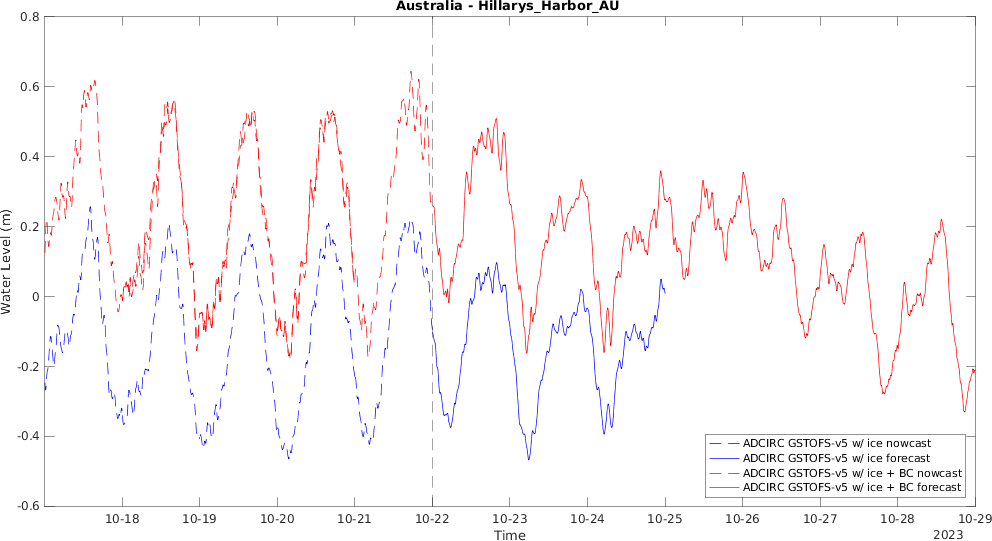 Australia - Hillarys_Harbor_AU
0.8
0.6
0.4
0.2
0
-0.2
-0.4
-0.6
Water Level (m)
ADCIRC GSTOFS-v5 w/ ice nowcast
ADCIRC GSTOFS-v5 w/ ice forecast
ADCIRC GSTOFS-v5 w/ ice + BC nowcast
ADCIRC GSTOFS-v5 w/ ice + BC forecast
10-18 10-19 10-20 10-21 10-22 10-23 10-24 10-25 10-26 10-27 10-28 10-29
Time
2023